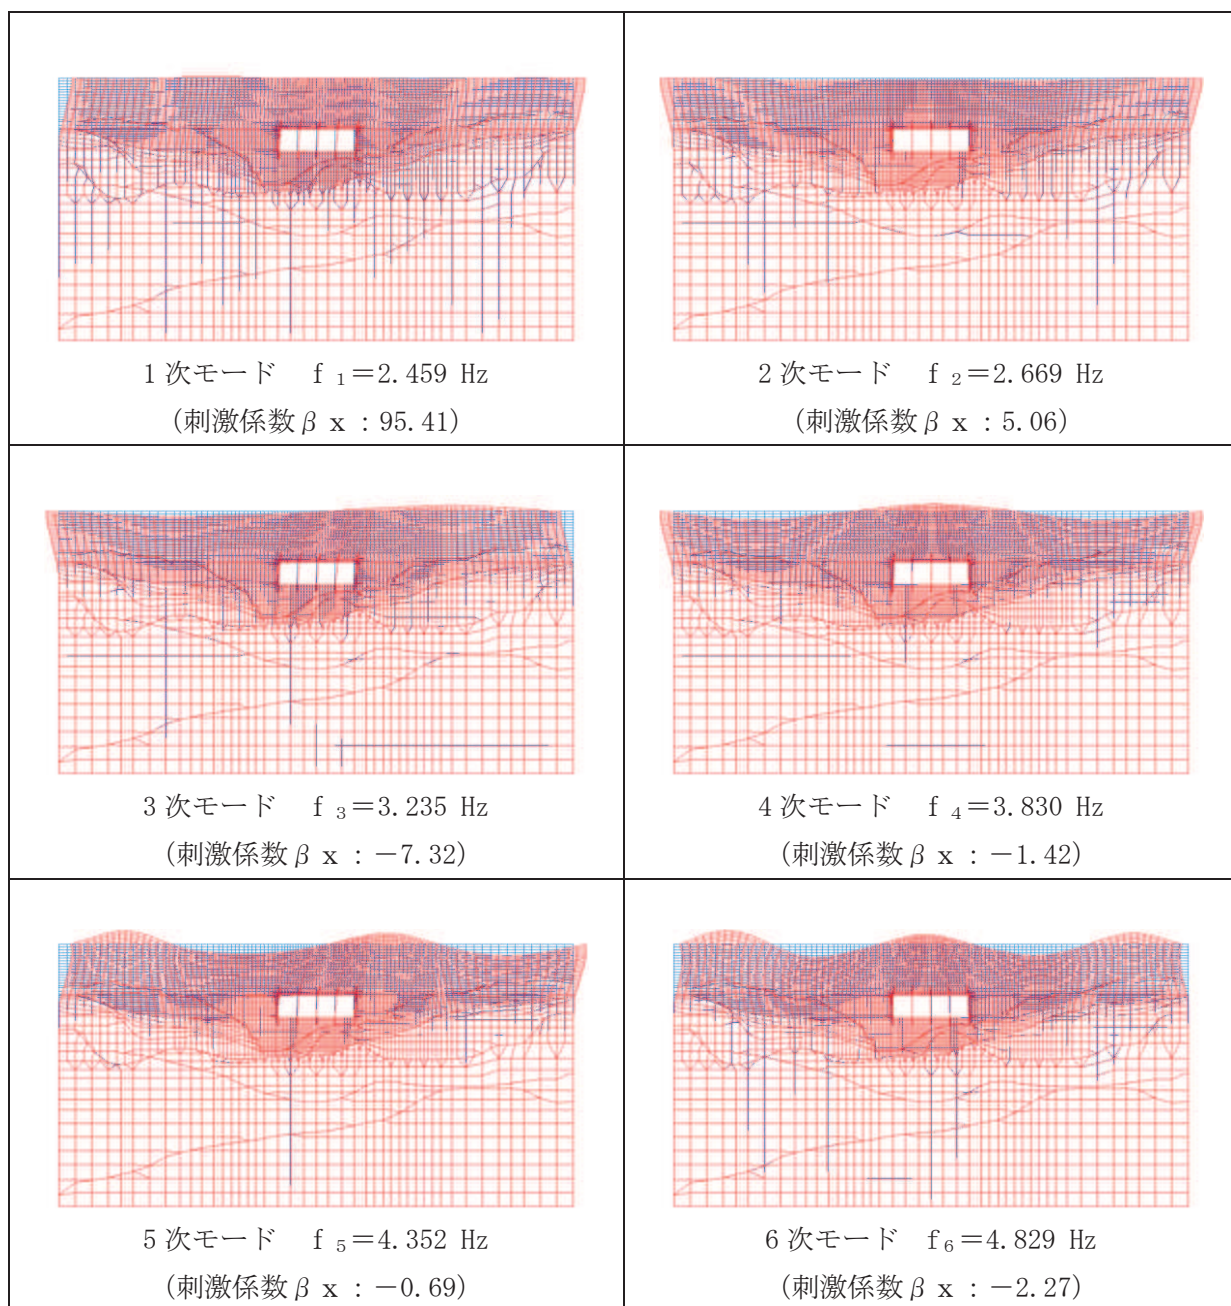 1次モード　f ₁＝2.459 Hz
(刺激係数β x : 95.41)
2次モード　f ₂＝2.669 Hz
(刺激係数β x : 5.06)
3次モード　f ₃＝3.235 Hz
(刺激係数β x : －7.32)
4次モード　f ₄＝3.830 Hz
(刺激係数β x : －1.42)
5次モード　f ₅＝4.352 Hz
(刺激係数β x : －0.69)
6次モード　f ₆＝4.829 Hz
(刺激係数β x : －2.27)